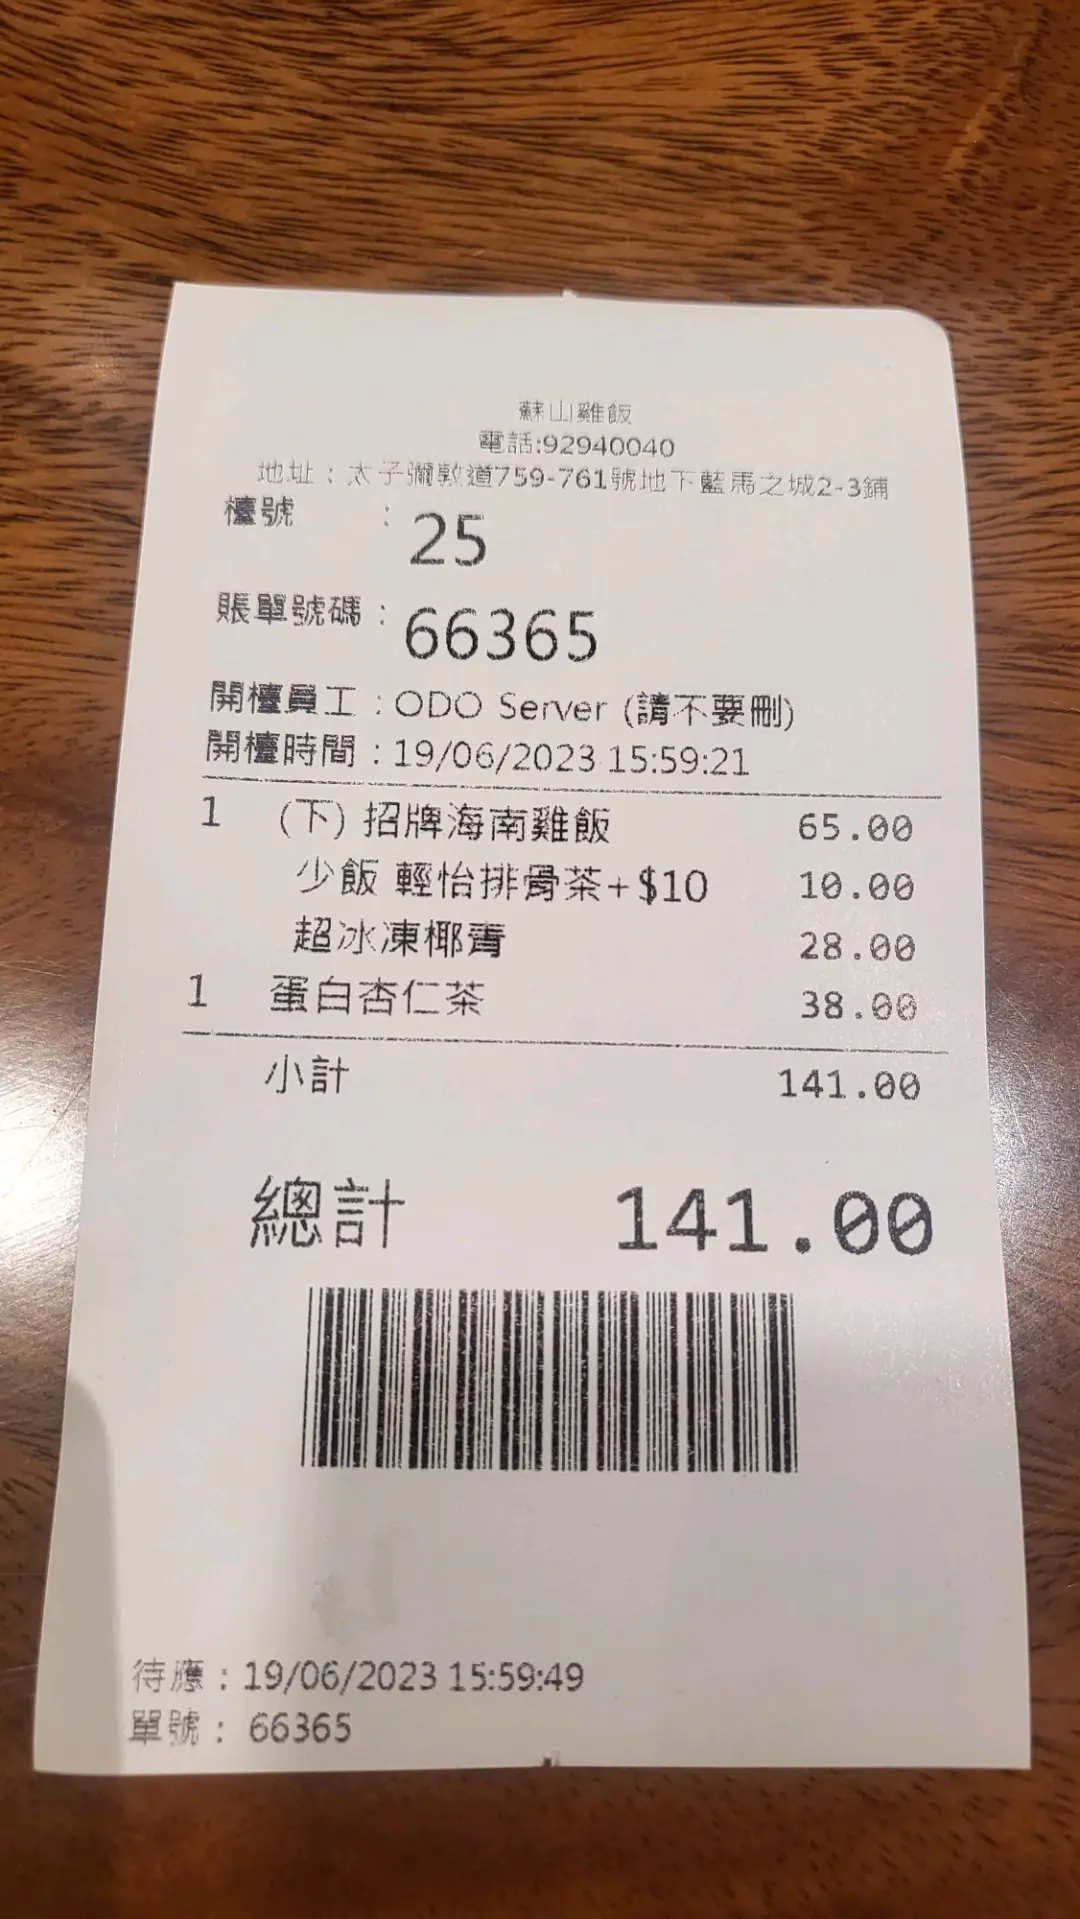 蘇山雞飯
電話:92940040
地址：太子彌敦道759-761號地下藍馬之城2-3鋪
檯號 : 25
賬單號碼 : 66365
開檯員工 : ODO Server (請不要刪)
開檯時間 : 19/06/2023 15:59:21
1 (下) 招牌海南雞飯 65.00
少飯 輕怡排骨茶+$10 10.00
超冰凍椰青 28.00
1 蛋白杏仁茶 38.00
小計 141.00
總計 141.00
待應 : 19/06/2023 15:59:49
單號 : 66365